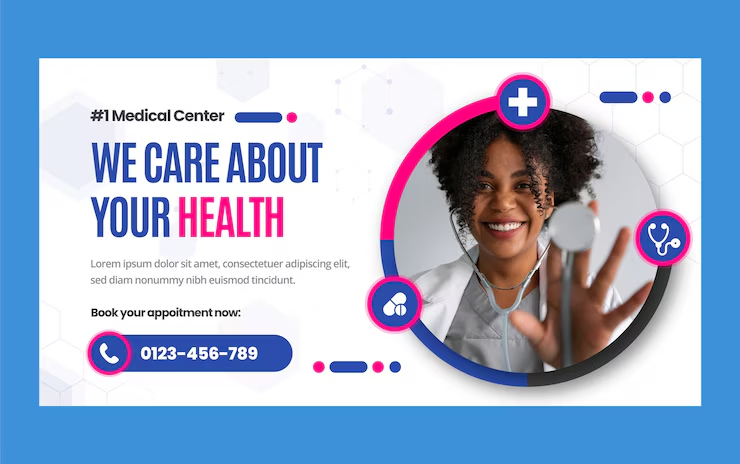 #1 Medical Center
WE CARE ABOUT
YOUR HEALTH
Lorem ipsum dolor sit amet, consectetuer adipiscing elit,
sed diam nonummy nibh euismod tincidunt.
Book your appoitment now:
0123-456-789